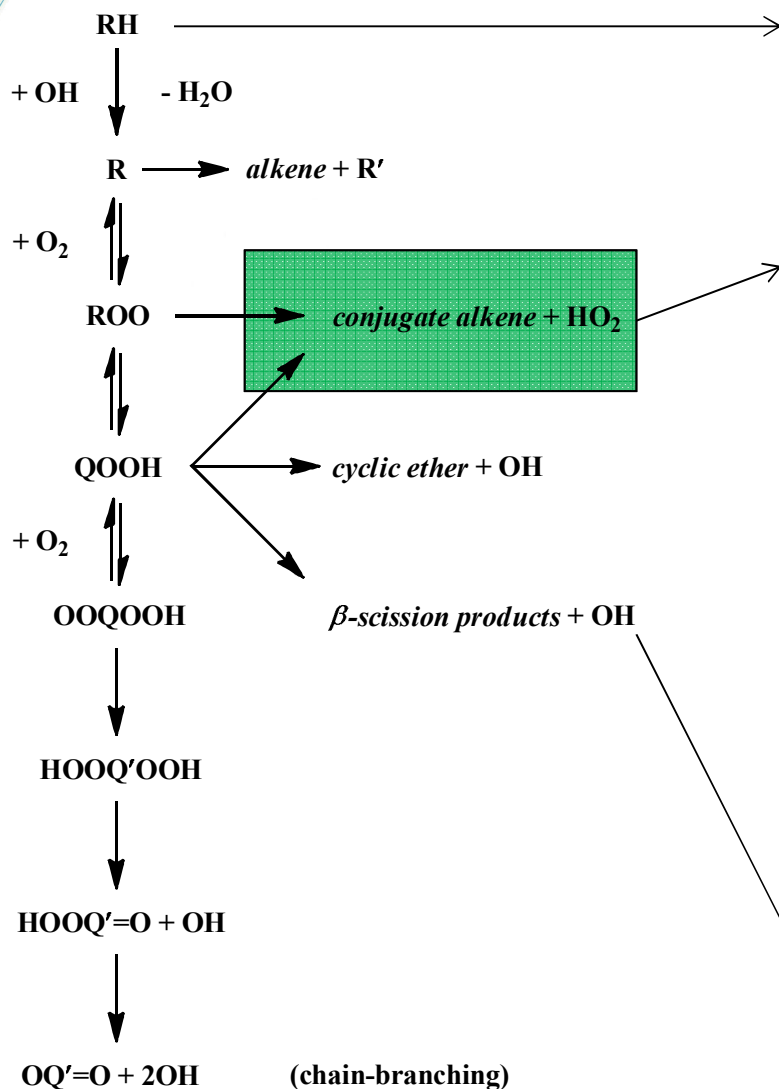 RH
+ OH - H₂O
R alkene + R′
+ O₂
ROO conjugate alkene + HO₂
QOOH cyclic ether + OH
+ O₂
OOQOOH β-scission products + OH
HOOQ′OOH
HOOQ′=O + OH
OQ′=O + 2OH (chain-branching)